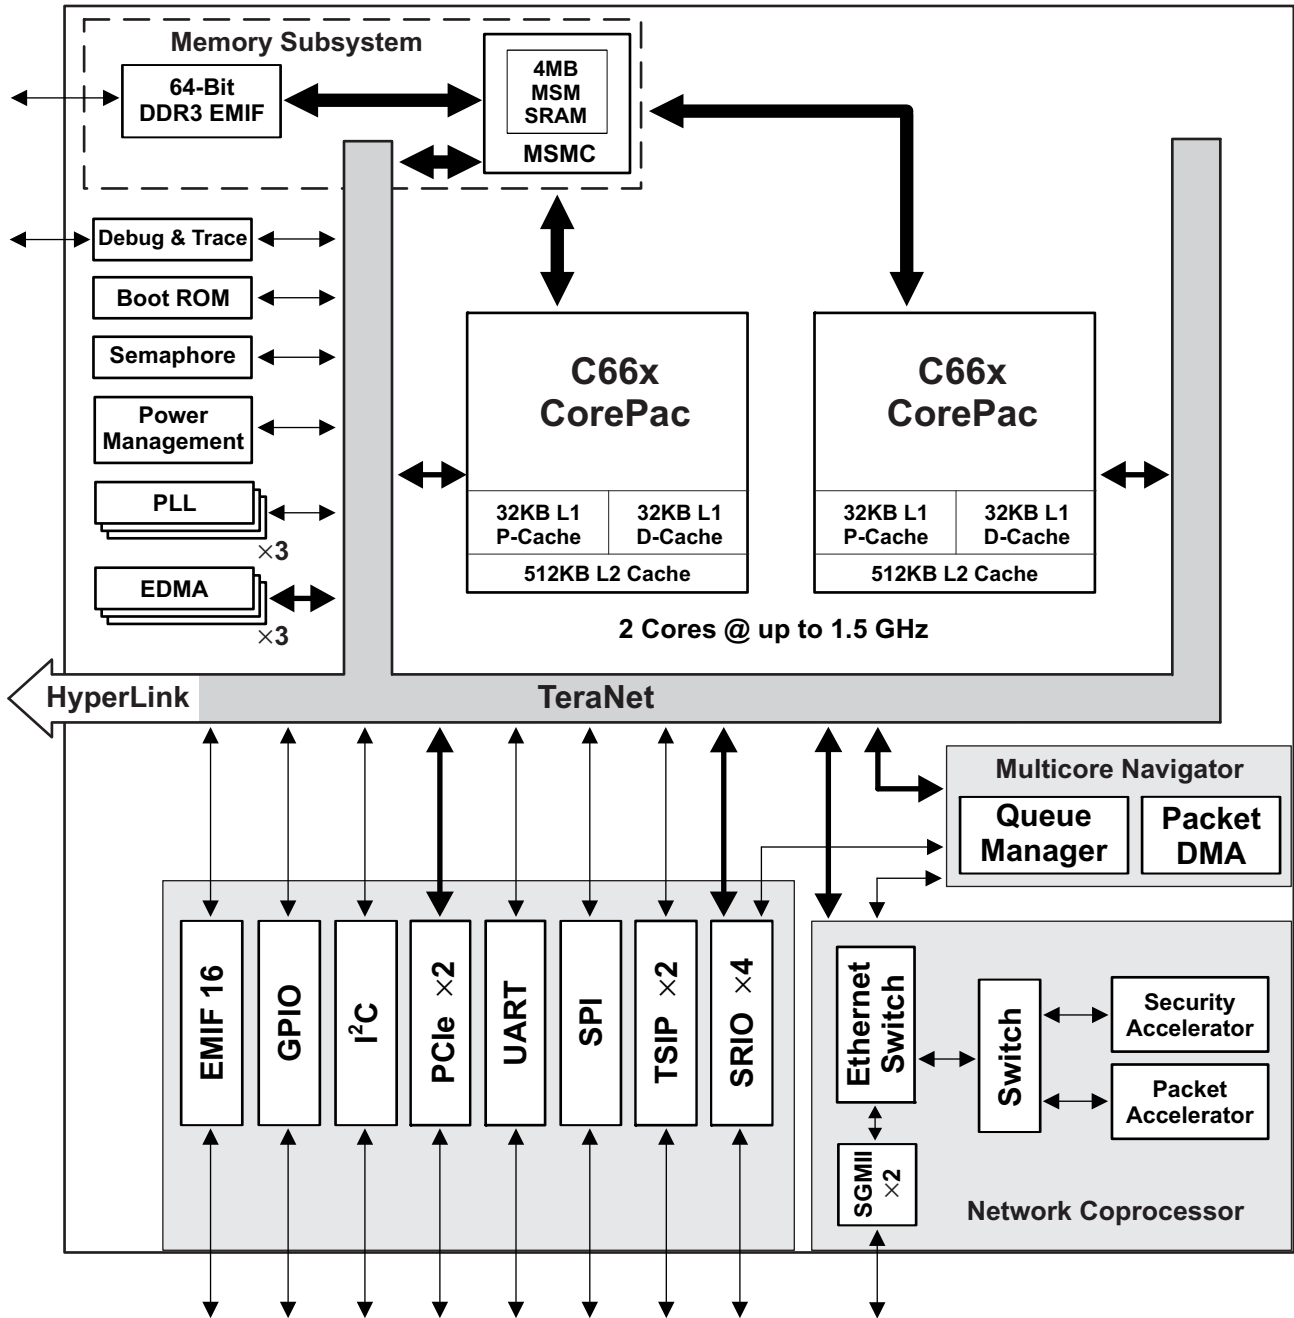 Memory Subsystem
64-Bit
DDR3 EMIF
4MB
MSM
SRAM
MSMC
Debug & Trace
Boot ROM
Semaphore
Power
Management
PLL
×3
EDMA
×3
C66x
CorePac
32KB L1
P-Cache
32KB L1
D-Cache
512KB L2 Cache
C66x
CorePac
32KB L1
P-Cache
32KB L1
D-Cache
512KB L2 Cache
2 Cores @ up to 1.5 GHz
HyperLink
TeraNet
Multicore Navigator
Queue
Manager
Packet
DMA
EMIF 16
GPIO
I²C
PCIe ×2
UART
SPI
TSIP ×2
SRIO ×4
Ethernet
Switch
Switch
Security
Accelerator
Packet
Accelerator
SGMII
×2
Network Coprocessor